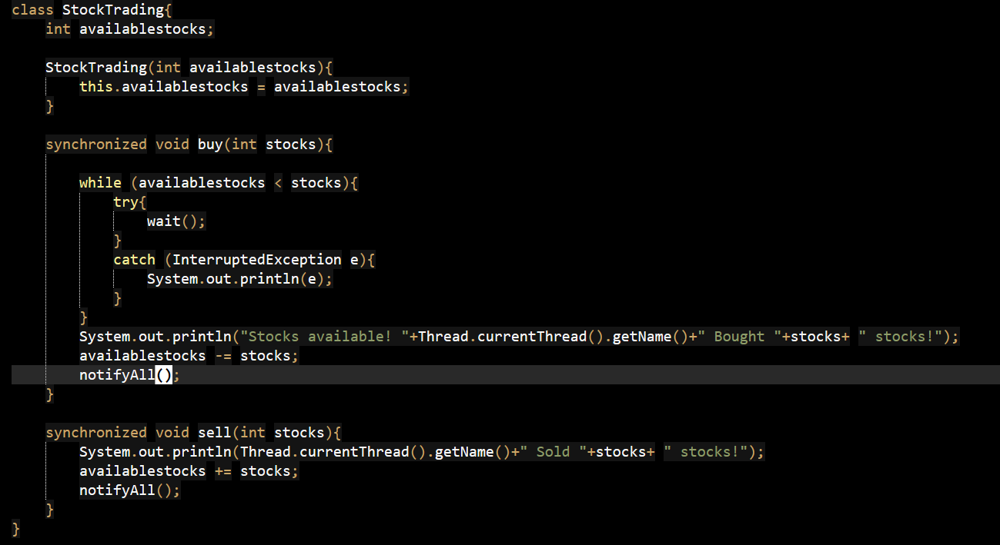 class StockTrading{
    int availablestocks;

    StockTrading(int availablestocks){
        this.availablestocks = availablestocks;
    }

    synchronized void buy(int stocks){

        while (availablestocks < stocks){
            try{
                wait();
            }
            catch (InterruptedException e){
                System.out.println(e);
            }
        }
        System.out.println("Stocks available! "+Thread.currentThread().getName()+" Bought "+stocks+ " stocks!");
        availablestocks -= stocks;
        notifyAll();
    }

    synchronized void sell(int stocks){
        System.out.println(Thread.currentThread().getName()+" Sold "+stocks+ " stocks!");
        availablestocks += stocks;
        notifyAll();
    }
}